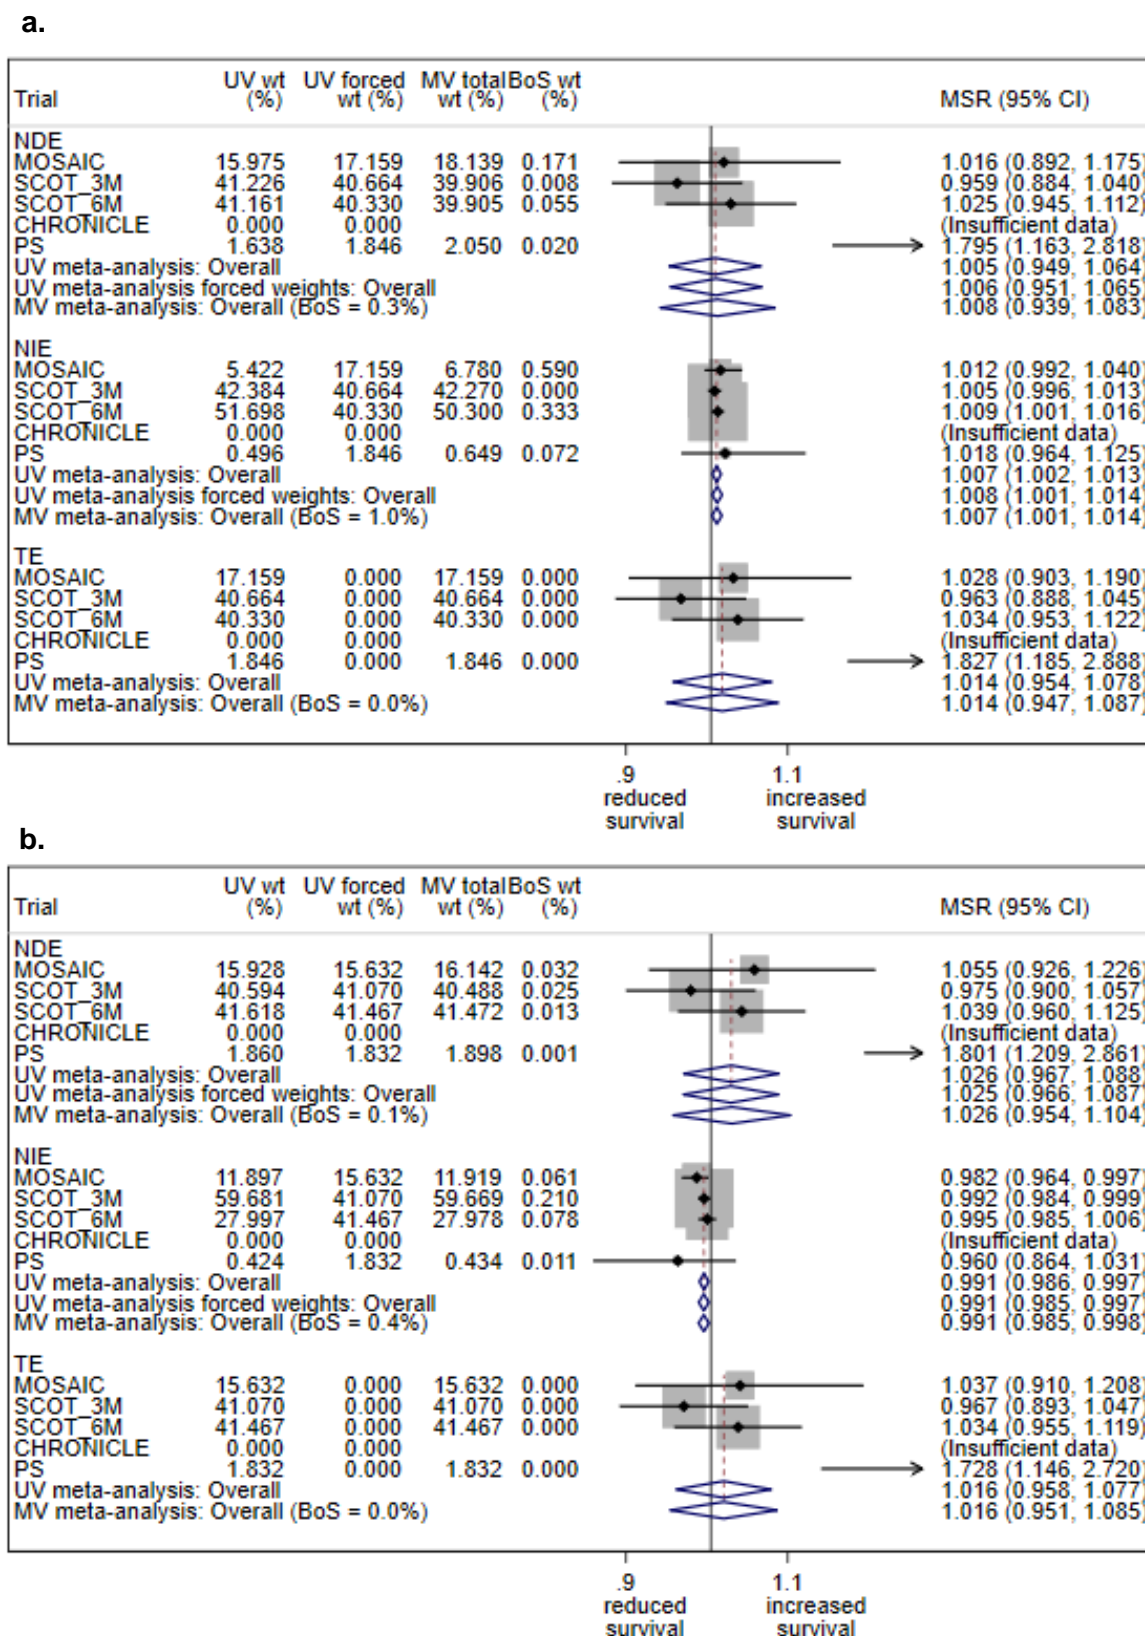 a.
Trial UV wt (%) UV forced wt (%) MV total wt (%) BoS wt (%) MSR (95% CI)
NDE
MOSAIC 15.975 17.159 18.139 0.171 1.016 (0.892, 1.175)
SCOT_3M 41.226 40.664 39.906 0.008 0.959 (0.884, 1.040)
SCOT_6M 41.161 40.330 39.905 0.055 1.025 (0.945, 1.112)
CHRONICLE 0.000 0.000 (Insufficient data)
PS 1.638 1.846 2.050 0.020 1.795 (1.163, 2.818)
UV meta-analysis: Overall 1.005 (0.949, 1.064)
UV meta-analysis forced weights: Overall 1.006 (0.951, 1.065)
MV meta-analysis: Overall (BoS = 0.3%) 1.008 (0.939, 1.083)
NIE
MOSAIC 5.422 17.159 6.780 0.590 1.012 (0.992, 1.040)
SCOT_3M 42.384 40.664 42.270 0.000 1.005 (0.996, 1.013)
SCOT_6M 51.698 40.330 50.300 0.333 1.009 (1.001, 1.016)
CHRONICLE 0.000 0.000 (Insufficient data)
PS 0.496 1.846 0.649 0.072 1.018 (0.964, 1.125)
UV meta-analysis: Overall 1.007 (1.002, 1.013)
UV meta-analysis forced weights: Overall 1.008 (1.001, 1.014)
MV meta-analysis: Overall (BoS = 1.0%) 1.007 (1.001, 1.014)
TE
MOSAIC 17.159 0.000 17.159 0.000 1.028 (0.903, 1.190)
SCOT_3M 40.664 0.000 40.664 0.000 0.963 (0.888, 1.045)
SCOT_6M 40.330 0.000 40.330 0.000 1.034 (0.953, 1.122)
CHRONICLE 0.000 0.000 (Insufficient data)
PS 1.846 0.000 1.846 0.000 1.827 (1.185, 2.888)
UV meta-analysis: Overall 1.014 (0.954, 1.078)
MV meta-analysis: Overall (BoS = 0.0%) 1.014 (0.947, 1.087)
.9 1.1
reduced increased
survival survival
b.
Trial UV wt (%) UV forced wt (%) MV total wt (%) BoS wt (%) MSR (95% CI)
NDE
MOSAIC 15.928 15.632 16.142 0.032 1.055 (0.926, 1.226)
SCOT_3M 40.594 41.070 40.488 0.025 0.975 (0.900, 1.057)
SCOT_6M 41.618 41.467 41.472 0.013 1.039 (0.960, 1.125)
CHRONICLE 0.000 0.000 (Insufficient data)
PS 1.860 1.832 1.898 0.001 1.801 (1.209, 2.861)
UV meta-analysis: Overall 1.026 (0.967, 1.088)
UV meta-analysis forced weights: Overall 1.025 (0.966, 1.087)
MV meta-analysis: Overall (BoS = 0.1%) 1.026 (0.954, 1.104)
NIE
MOSAIC 11.897 15.632 11.919 0.061 0.982 (0.964, 0.997)
SCOT_3M 59.681 41.070 59.669 0.210 0.992 (0.984, 0.999)
SCOT_6M 27.997 41.467 27.978 0.078 0.995 (0.985, 1.006)
CHRONICLE 0.000 0.000 (Insufficient data)
PS 0.424 1.832 0.434 0.011 0.960 (0.864, 1.031)
UV meta-analysis: Overall 0.991 (0.986, 0.997)
UV meta-analysis forced weights: Overall 0.991 (0.985, 0.997)
MV meta-analysis: Overall (BoS = 0.4%) 0.991 (0.985, 0.998)
TE
MOSAIC 15.632 0.000 15.632 0.000 1.037 (0.910, 1.208)
SCOT_3M 41.070 0.000 41.070 0.000 0.967 (0.893, 1.047)
SCOT_6M 41.467 0.000 41.467 0.000 1.034 (0.955, 1.119)
CHRONICLE 0.000 0.000 (Insufficient data)
PS 1.832 0.000 1.832 0.000 1.728 (1.146, 2.720)
UV meta-analysis: Overall 1.016 (0.958, 1.077)
MV meta-analysis: Overall (BoS = 0.0%) 1.016 (0.951, 1.085)
.9 1.1
reduced increased
survival survival